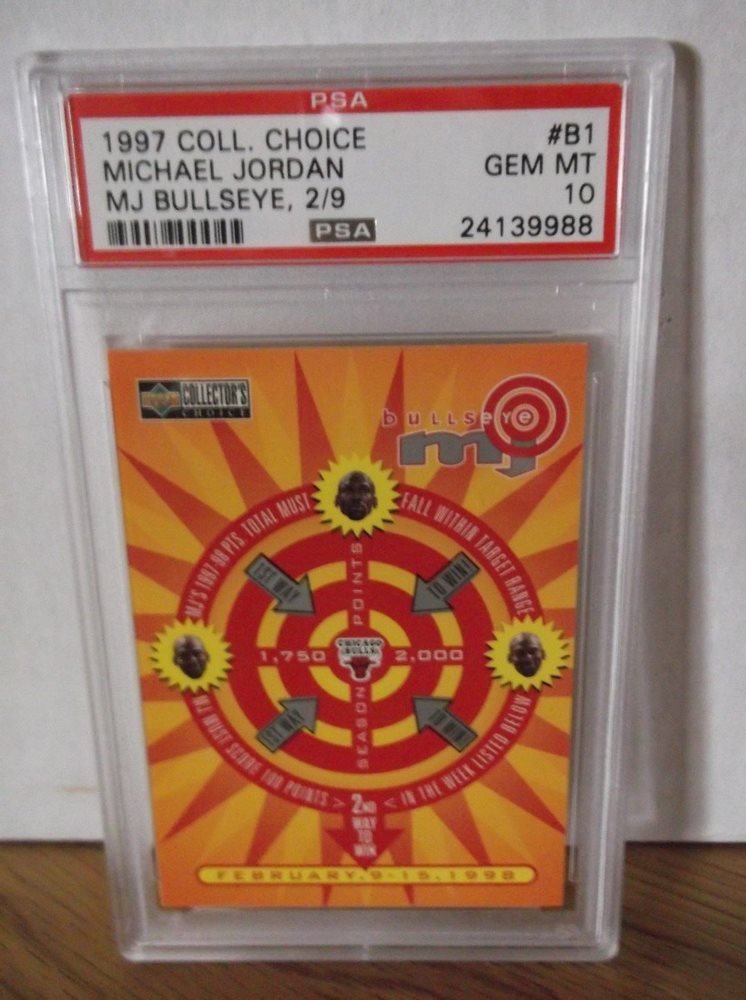 PSA
1997 COLL. CHOICE #B1
MICHAEL JORDAN GEM MT
MJ BULLSEYE, 2/9 10
PSA 24139988
UPPER DECK COLLECTOR'S
CHOICE
bullseye
mj
MJ'S 1997-98 PTS. TOTAL MUST FALL WITHIN TARGET RANGE
1ST WAY TO WIN!
SEASON POINTS
1,750 CHICAGO BULLS 2,000
1ST WAY TO WIN!
MJ MUST SCORE 100 POINTS > < IN THE WEEK LISTED BELOW
2ND
WAY
TO
WIN
FEBRUARY.9-15.1998